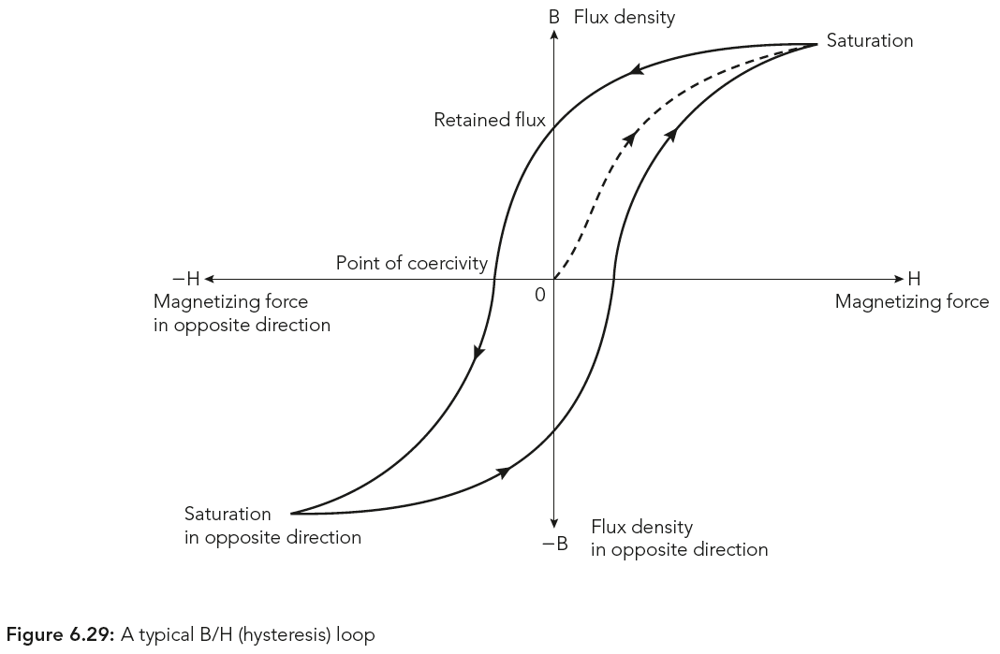 B Flux density
Saturation
Retained flux
Point of coercivity
−H
H
0
Magnetizing force
in opposite direction
Magnetizing force
Saturation
in opposite direction
−B
Flux density
in opposite direction
Figure 6.29: A typical B/H (hysteresis) loop